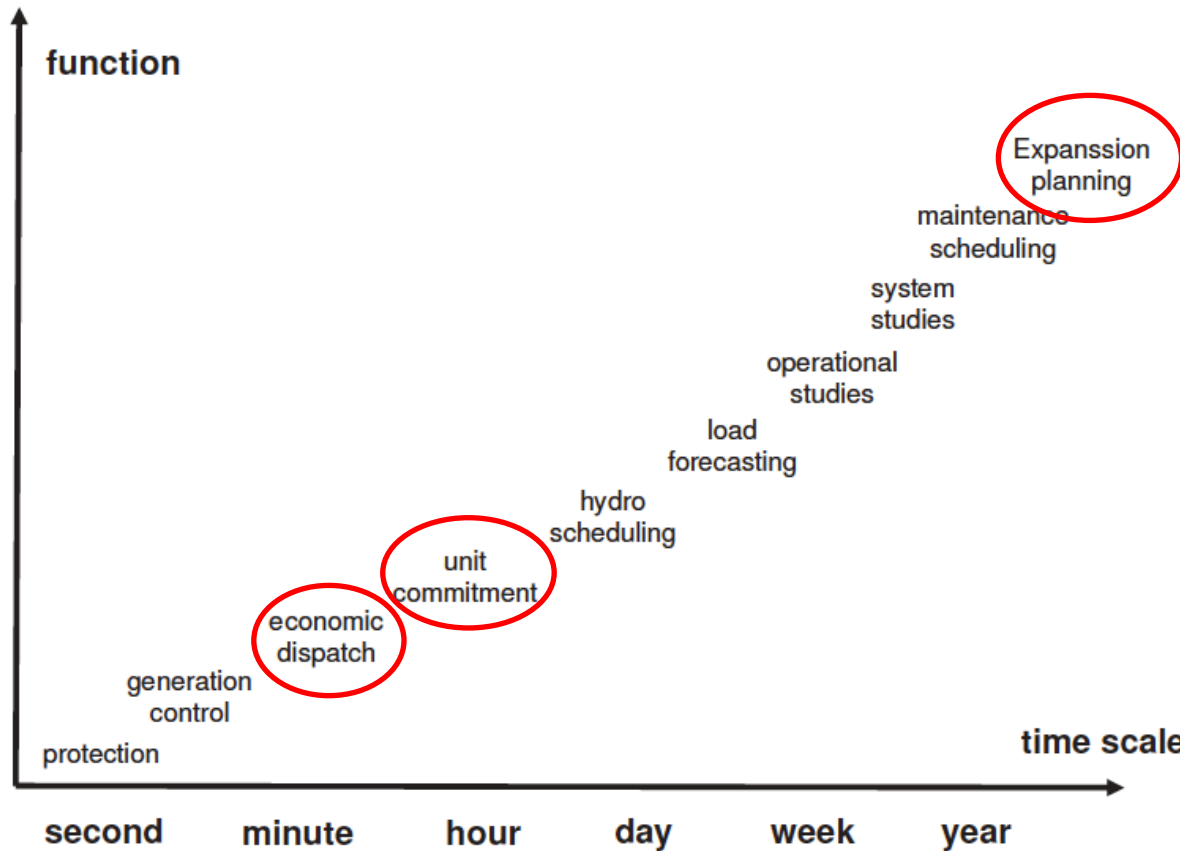 function
Expanssion
planning
maintenance
scheduling
system
studies
operational
studies
load
forecasting
hydro
scheduling
unit
commitment
economic
dispatch
generation
control
protection
time scale
second minute hour day week year